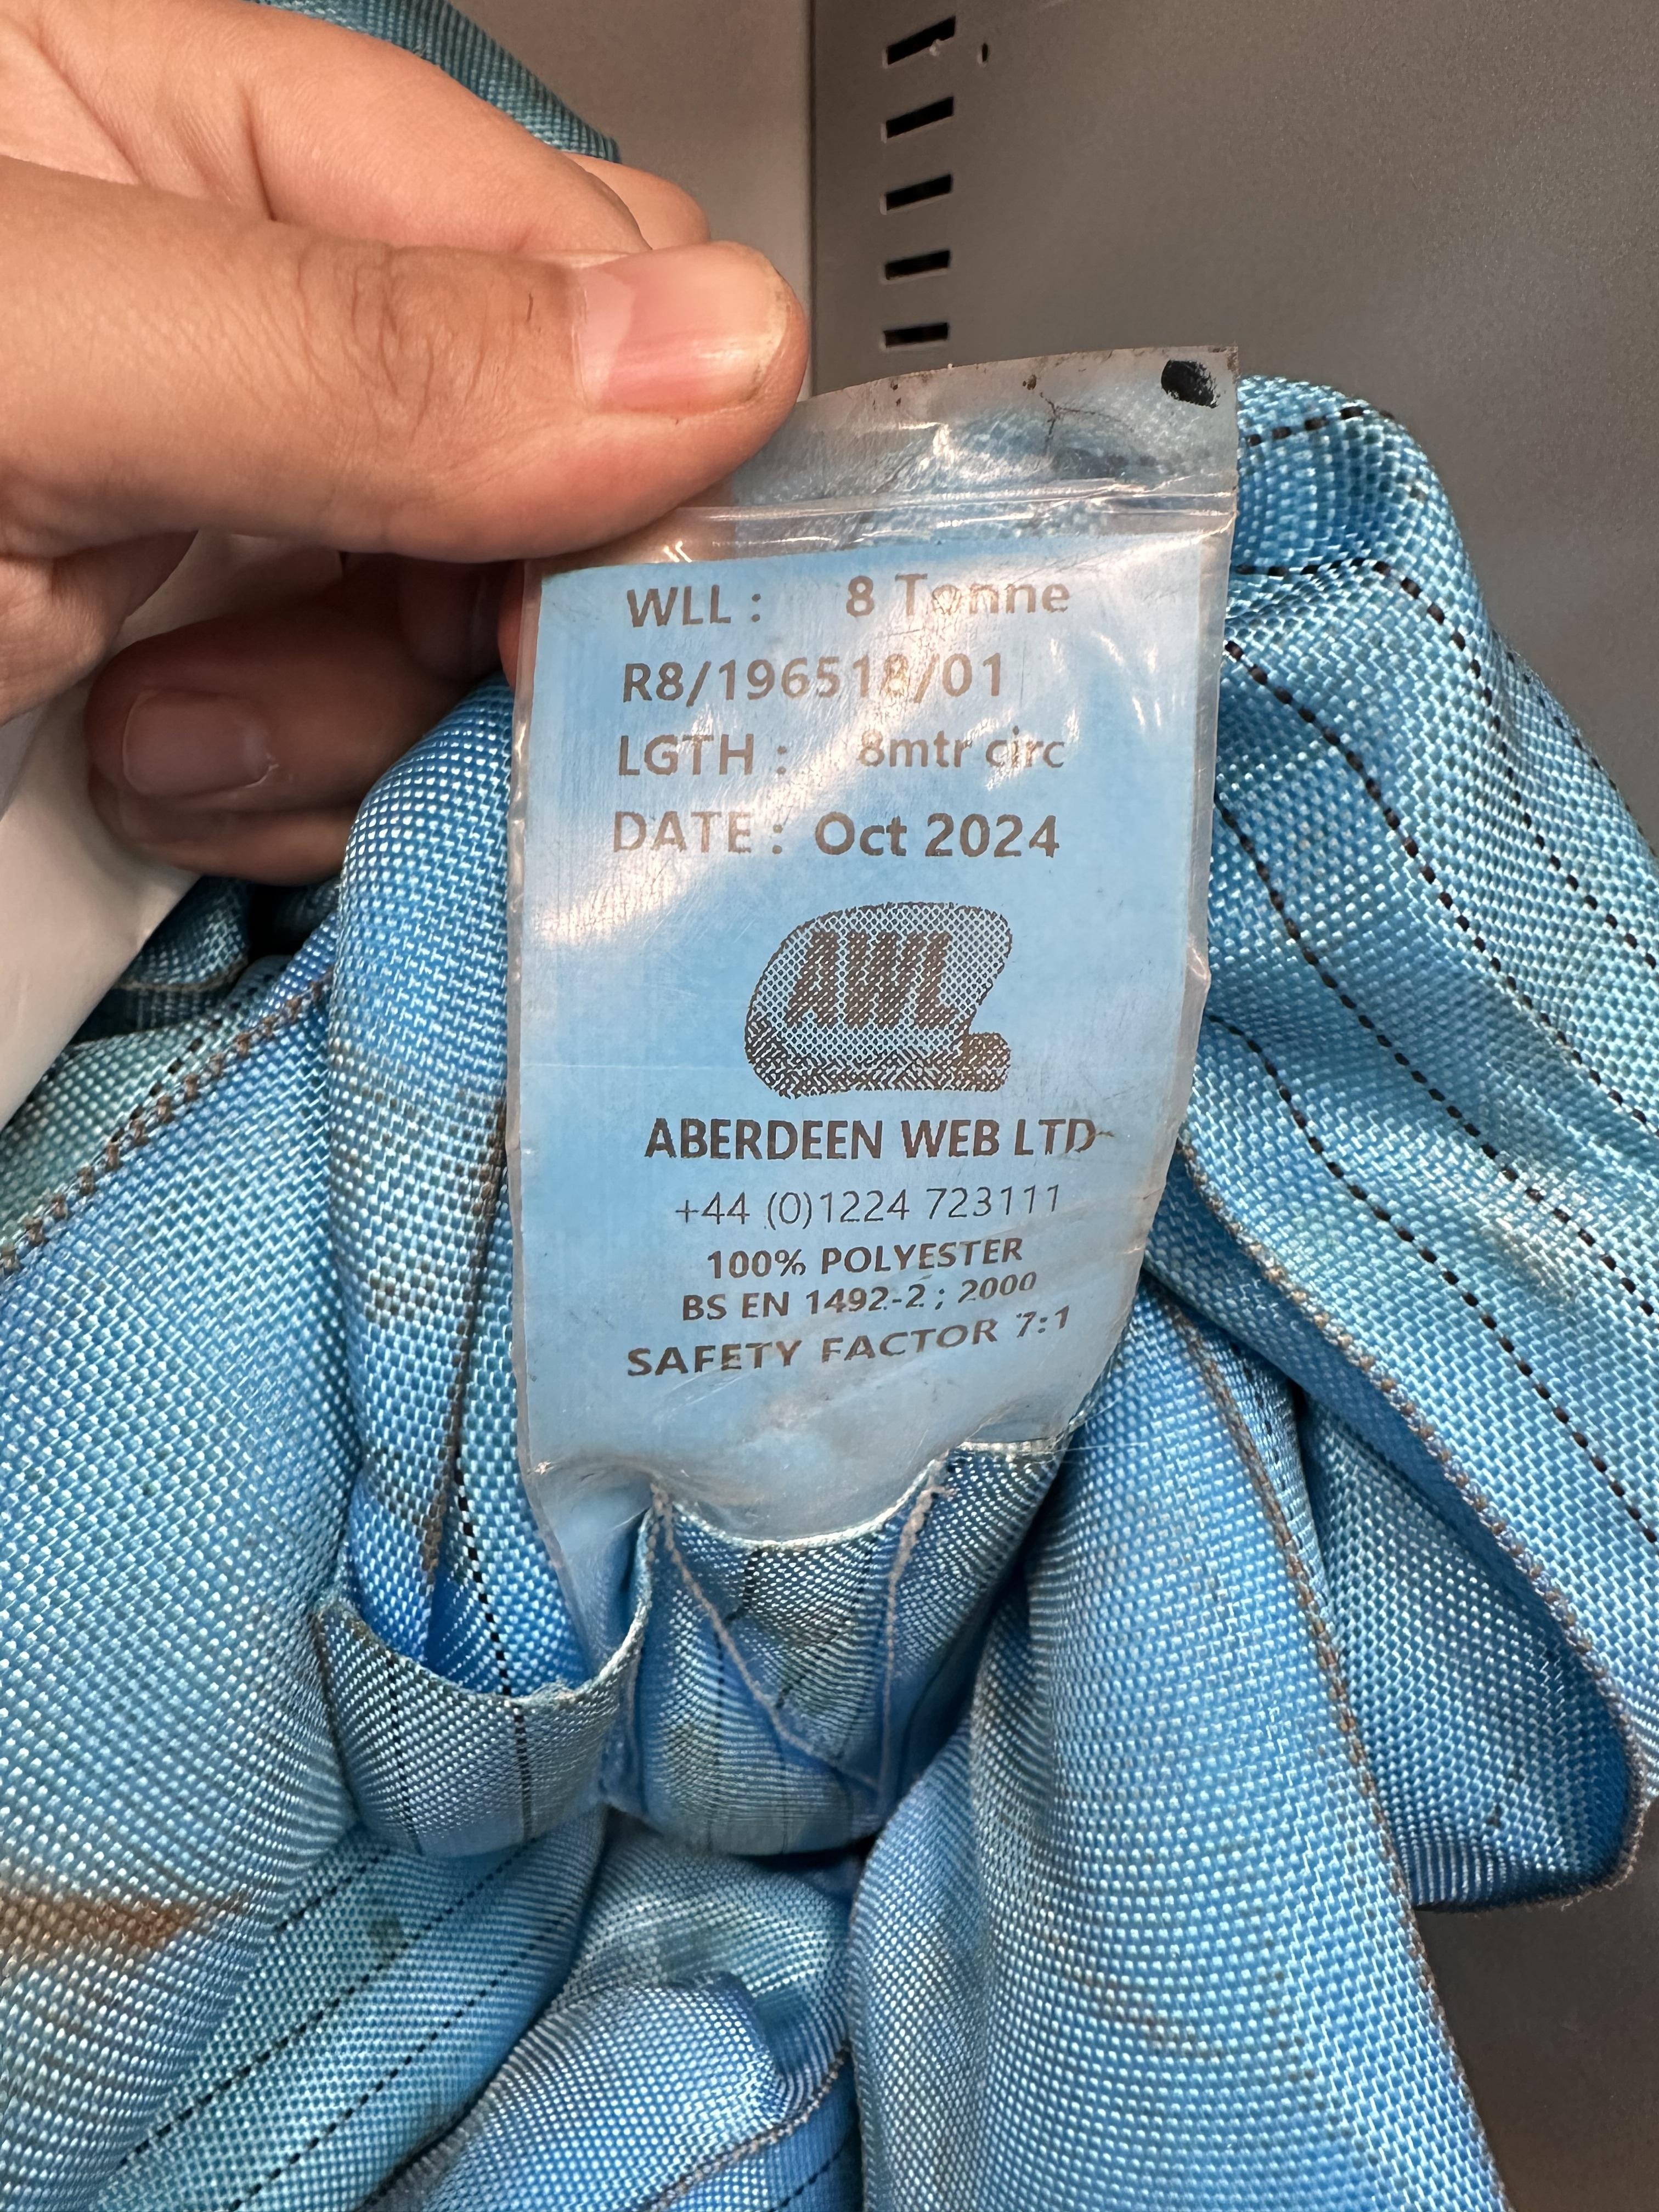 WLL : 8 Tonne
R8/196518/01
LGTH : 8mtr circ
DATE : Oct 2024
AWL
ABERDEEN WEB LTD
+44 (0)1224 723111
100% POLYESTER
BS EN 1492-2 ; 2000
SAFETY FACTOR 7:1